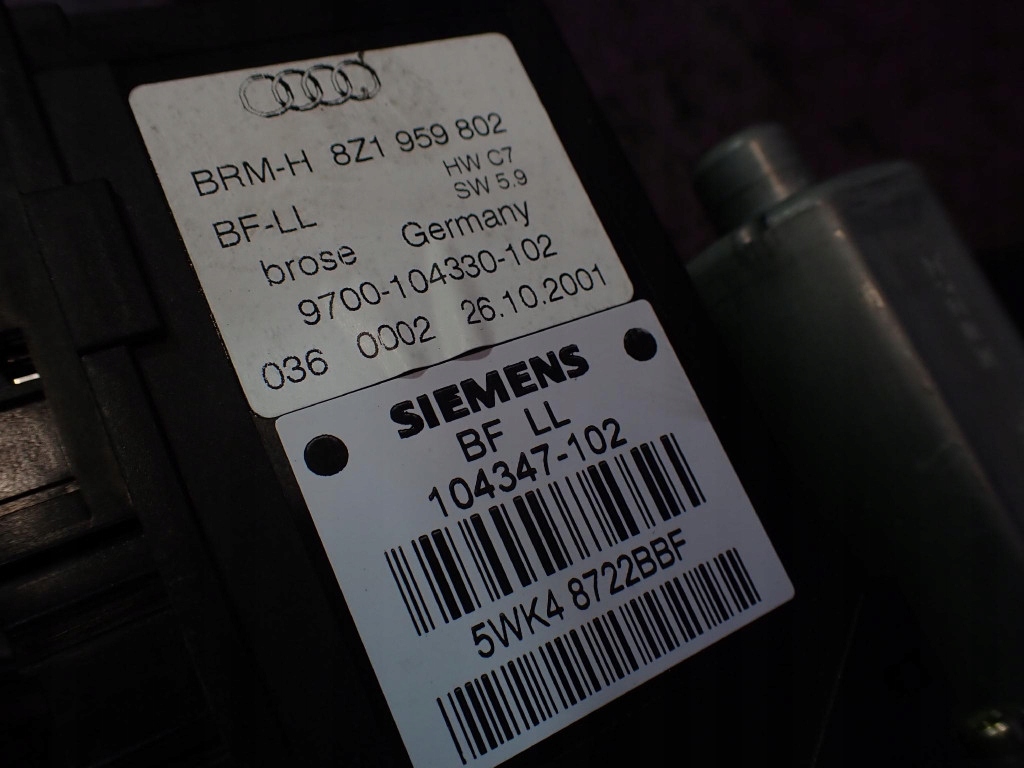 BRM-H 8Z1 959 802
HW C7
BF-LL SW 5.9
brose Germany
9700-104330-102
036 0002 26.10.2001
SIEMENS
BF LL
104347-102
5WK4 8722BBF